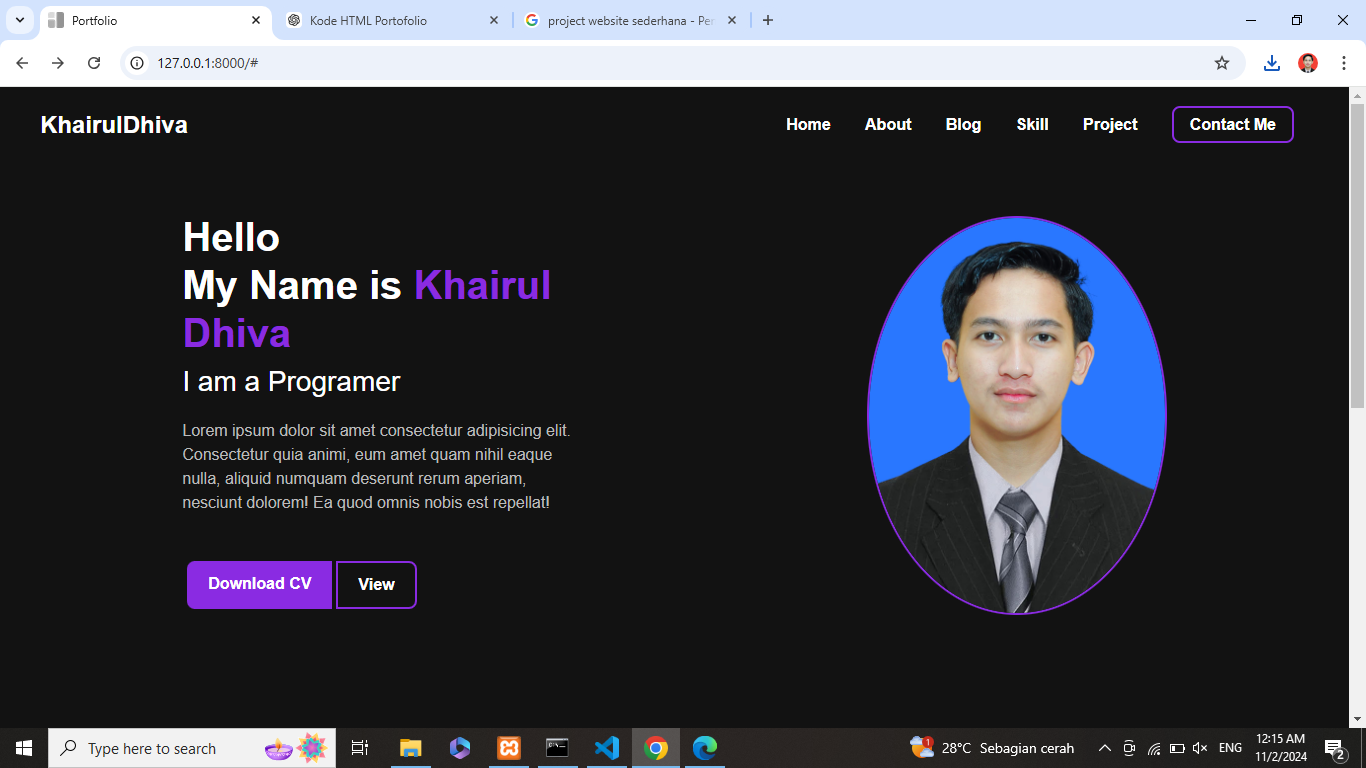 Portfolio
Kode HTML Portofolio
project website sederhana - Per
127.0.0.1:8000/#
KhairulDhiva
Home
About
Blog
Skill
Project
Contact Me
Hello
My Name is Khairul
Dhiva
I am a Programer
Lorem ipsum dolor sit amet consectetur adipisicing elit.
Consectetur quia animi, eum amet quam nihil eaque
nulla, aliquid numquam deserunt rerum aperiam,
nesciunt dolorem! Ea quod omnis nobis est repellat!
Download CV
View
Type here to search
1
28°C Sebagian cerah
ENG
12:15 AM
11/2/2024
2